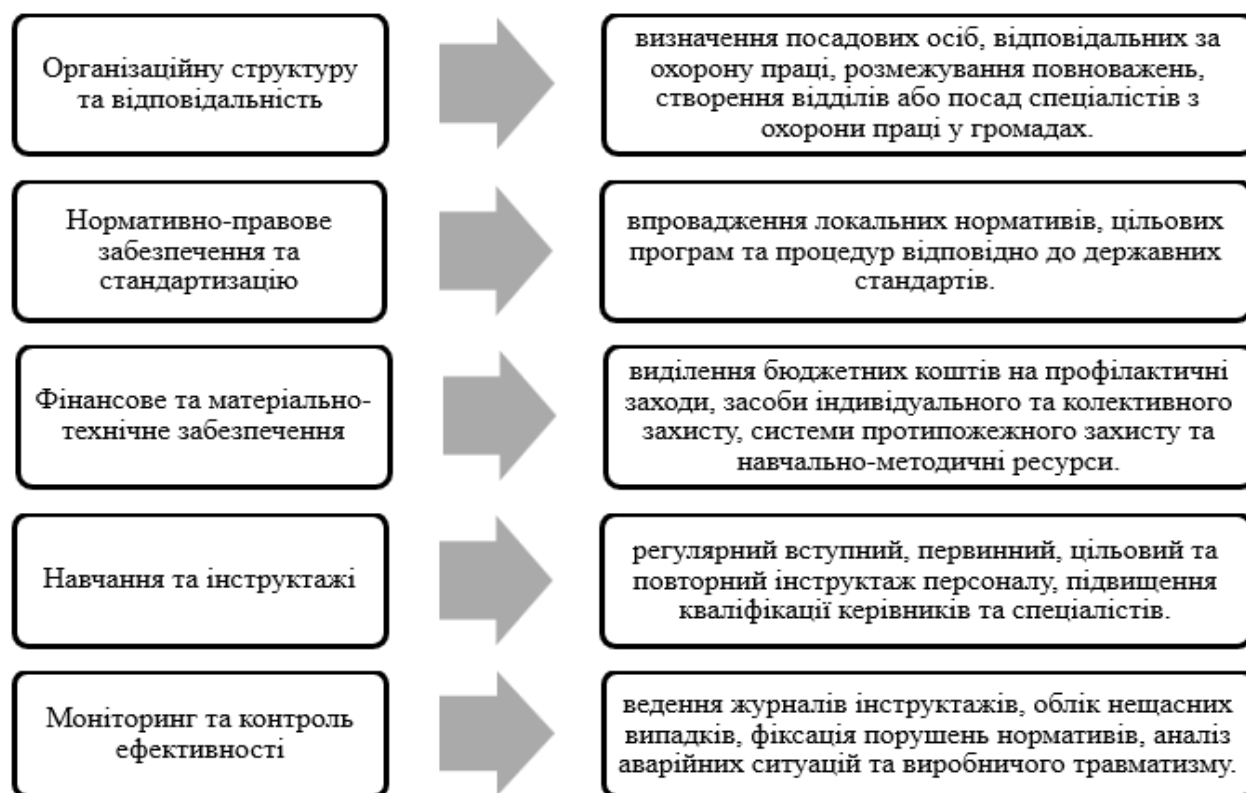 Організаційну структуру
та відповідальність
визначення посадових осіб, відповідальних за
охорону праці, розмежування повноважень,
створення відділів або посад спеціалістів з
охорони праці у громадах.
Нормативно-правове
забезпечення та
стандартизацію
впровадження локальних нормативів, цільових
програм та процедур відповідно до державних
стандартів.
Фінансове та матеріально-
технічне забезпечення
виділення бюджетних коштів на профілактичні
заходи, засоби індивідуального та колективного
захисту, системи протипожежного захисту та
навчально-методичні ресурси.
Навчання та інструктажі
регулярний вступний, первинний, цільовий та
повторний інструктаж персоналу, підвищення
кваліфікації керівників та спеціалістів.
Моніторинг та контроль
ефективності
ведення журналів інструктажів, облік нещасних
випадків, фіксація порушень нормативів, аналіз
аварійних ситуацій та виробничого травматизму.